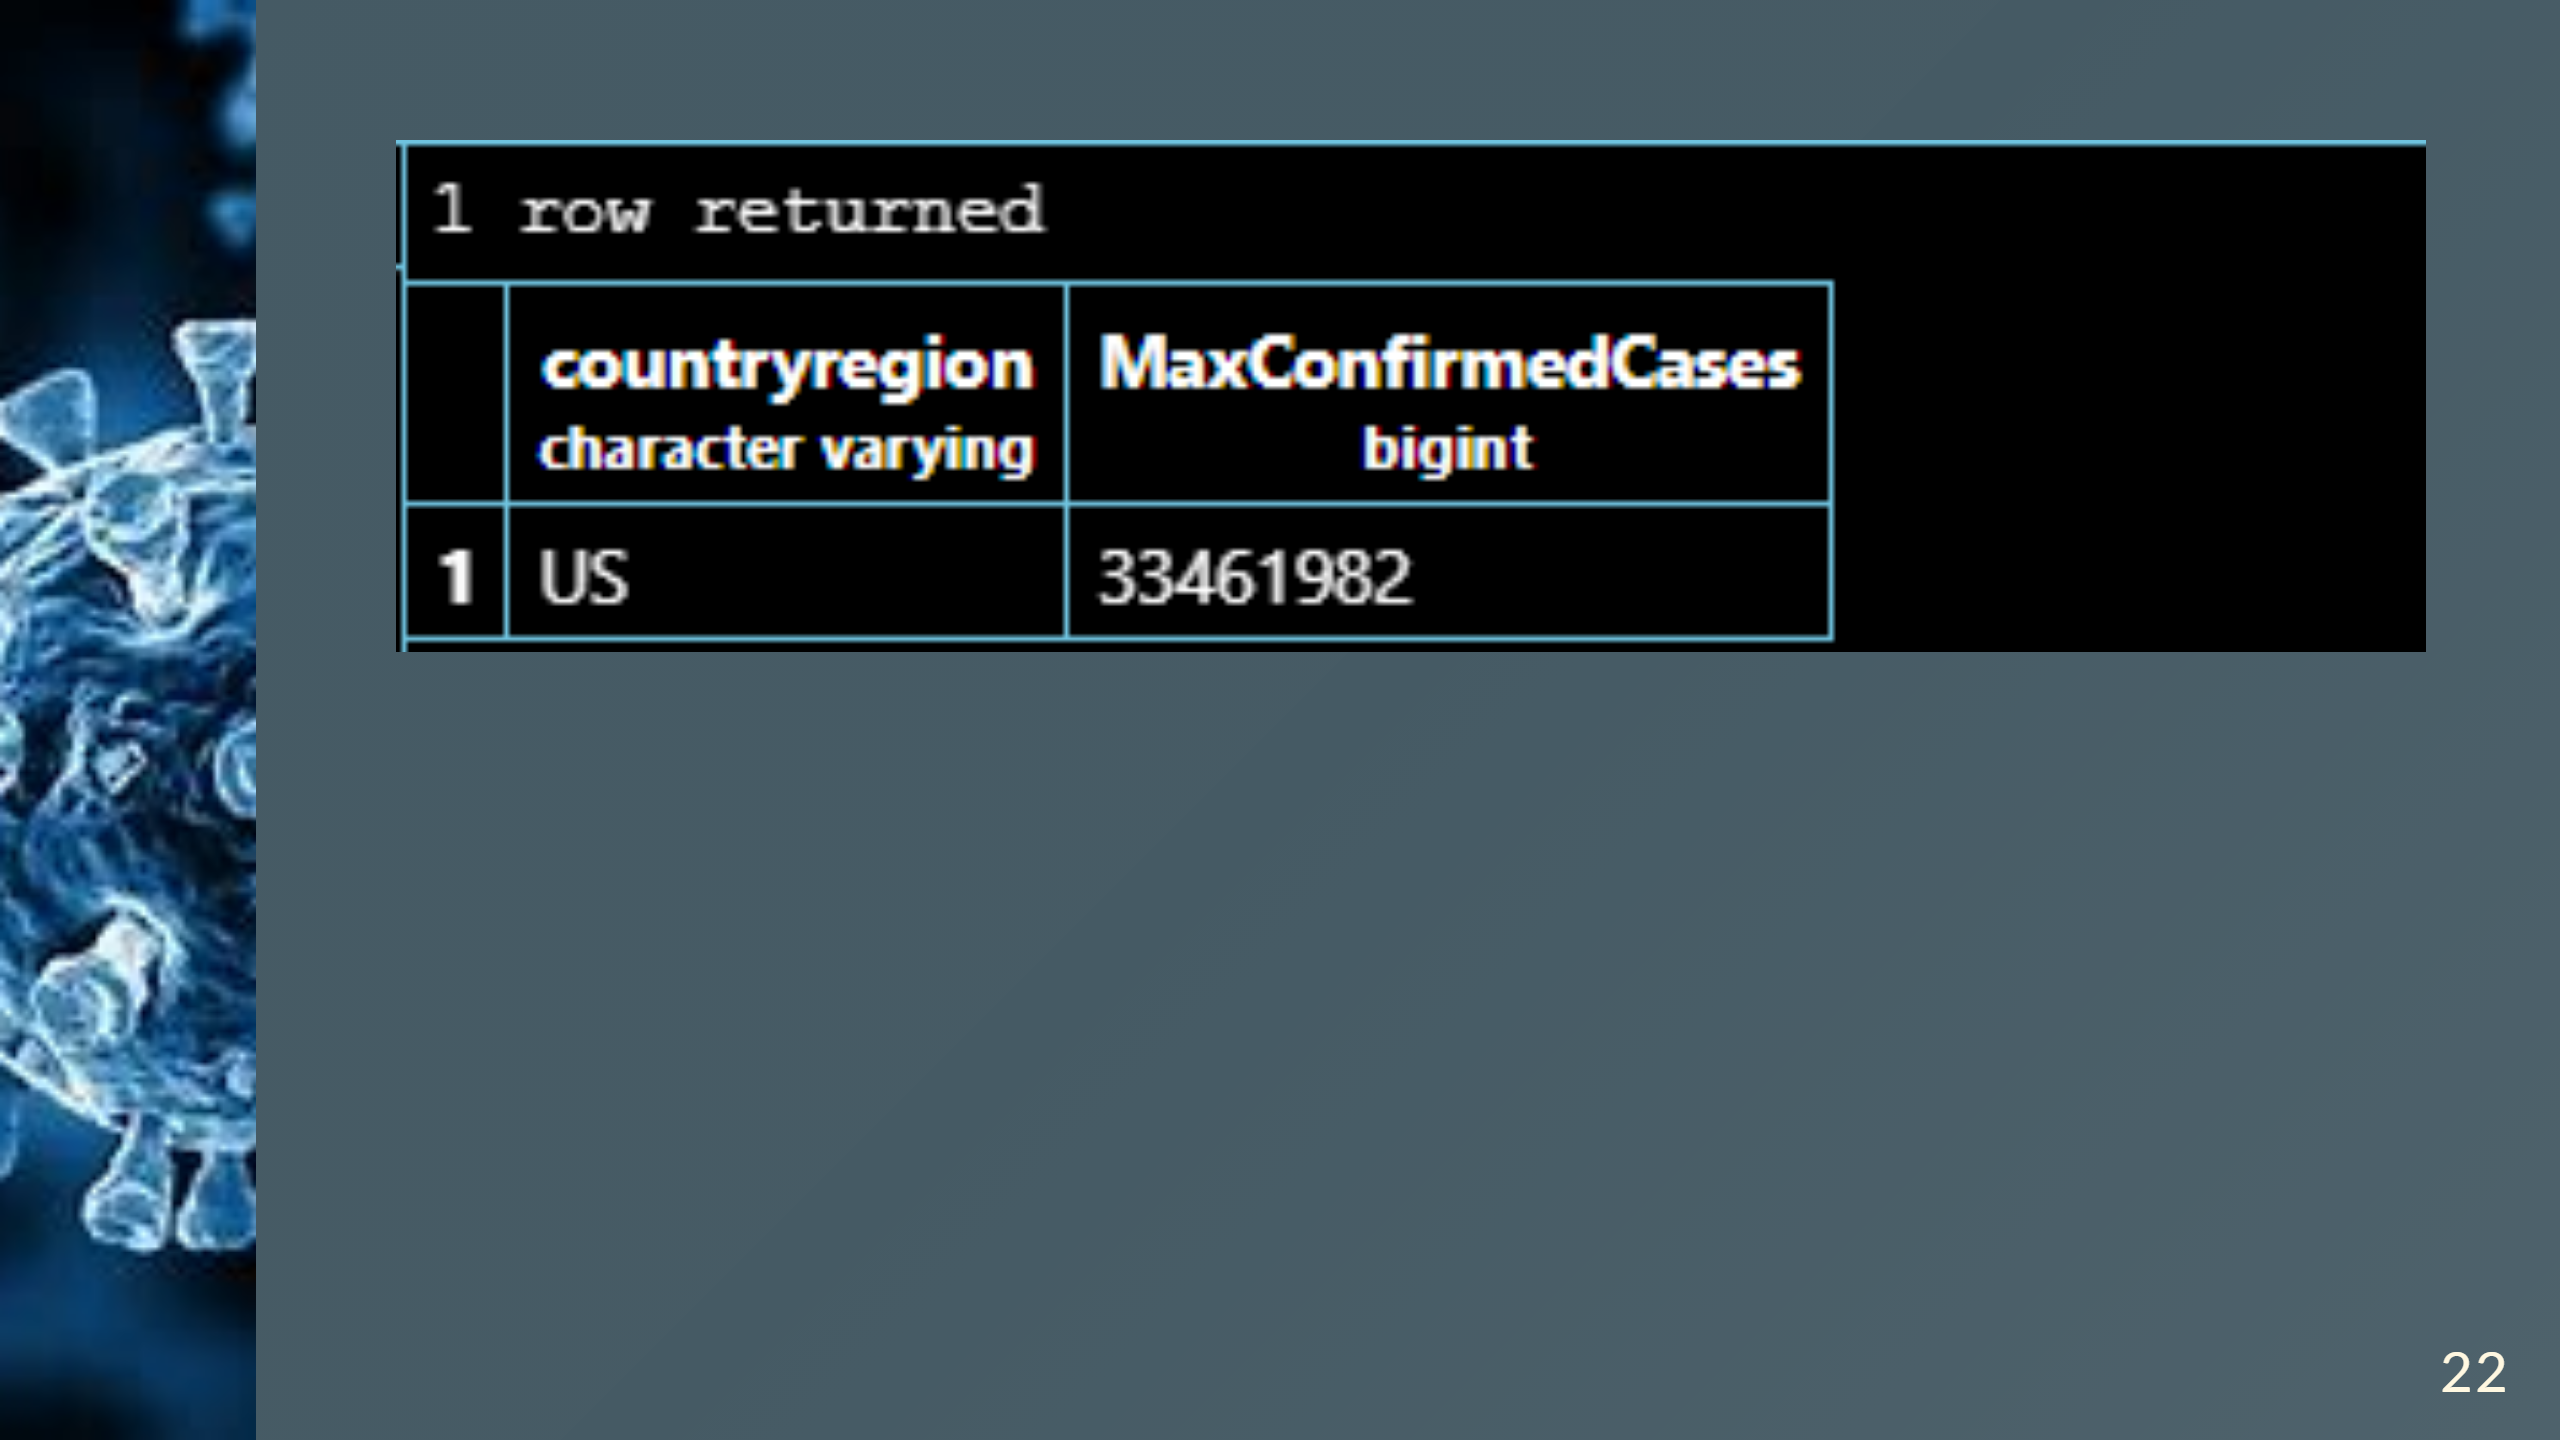 1 row returned
countryregion MaxConfirmedCases
character varying bigint
1 US 33461982
22